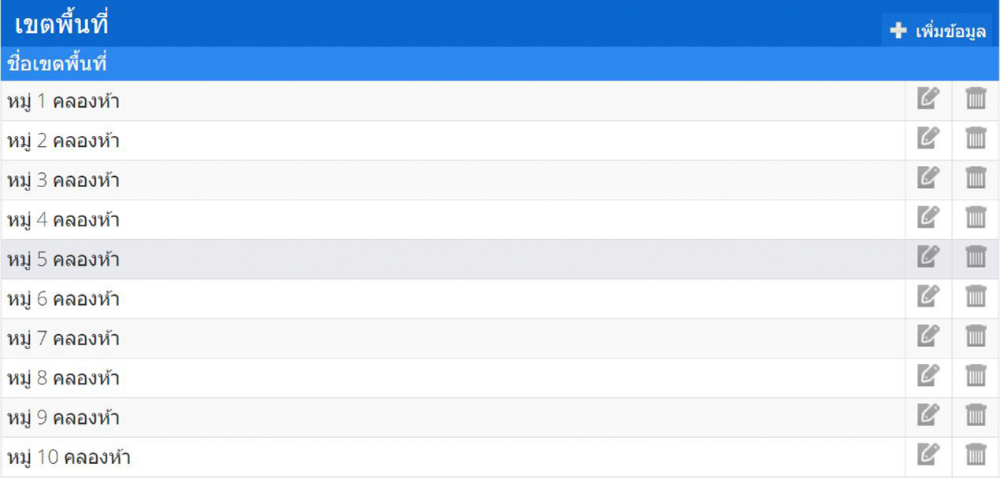 เขตพื้นที่
เพิ่มข้อมูล
ชื่อเขตพื้นที่
หมู่ 1 คลองห้า
หมู่ 2 คลองห้า
หมู่ 3 คลองห้า
หมู่ 4 คลองห้า
หมู่ 5 คลองห้า
หมู่ 6 คลองห้า
หมู่ 7 คลองห้า
หมู่ 8 คลองห้า
หมู่ 9 คลองห้า
หมู่ 10 คลองห้า